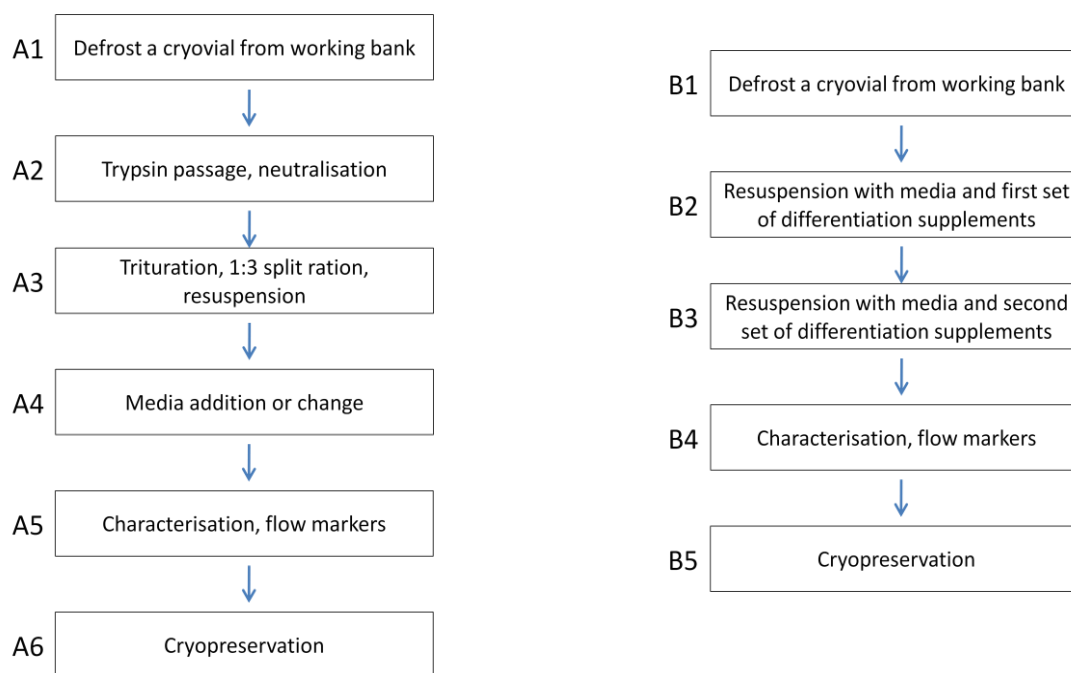 A1
Defrost a cryovial from working bank
A2
Trypsin passage, neutralisation
A3
Trituration, 1:3 split ration,
resuspension
A4
Media addition or change
A5
Characterisation, flow markers
A6
Cryopreservation
B1
Defrost a cryovial from working bank
B2
Resuspension with media and first set
of differentiation supplements
B3
Resuspension with media and second
set of differentiation supplements
B4
Characterisation, flow markers
B5
Cryopreservation